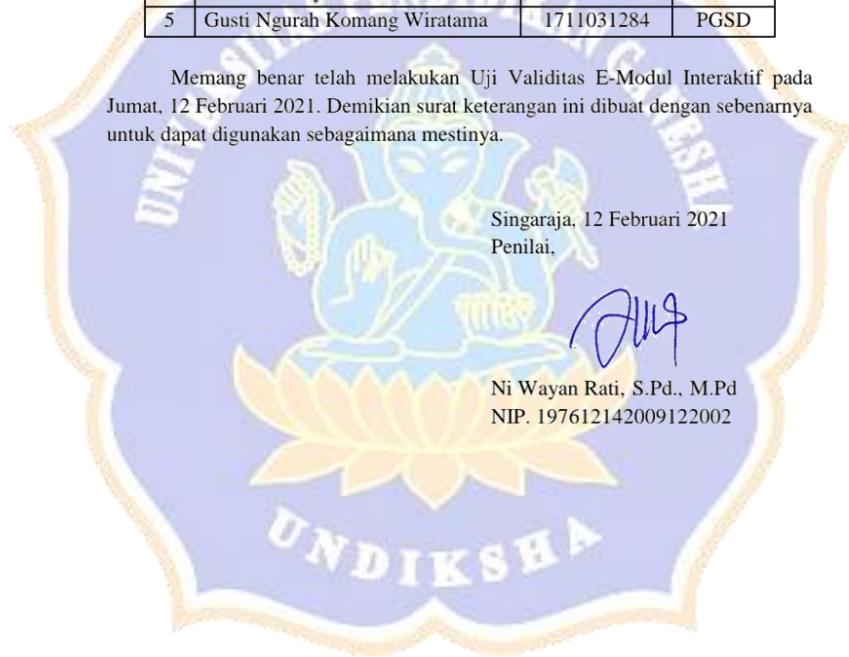 5 Gusti Ngurah Komang Wiratama 1711031284 PGSD
Memang benar telah melakukan Uji Validitas E-Modul Interaktif pada
Jumat, 12 Februari 2021. Demikian surat keterangan ini dibuat dengan sebenarnya
untuk dapat digunakan sebagaimana mestinya.
Singaraja, 12 Februari 2021
Penilai,
Ni Wayan Rati, S.Pd., M.Pd
NIP. 197612142009122002
UNDIKSHA